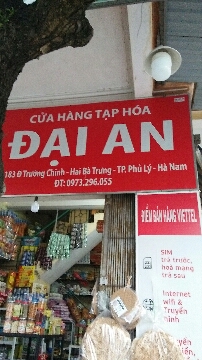 CỬA HÀNG TẠP HÓA
ĐẠI AN
183 Đ Trường Chinh - Hai Bà Trưng - TP. Phủ Lý - Hà Nam
ĐT: 0973.296.055
ĐIỂM BÁN HÀNG VIETTEL
SIM
trả trước,
hoà mạng
trả sau
Internet
wifi &
Truyền
hình